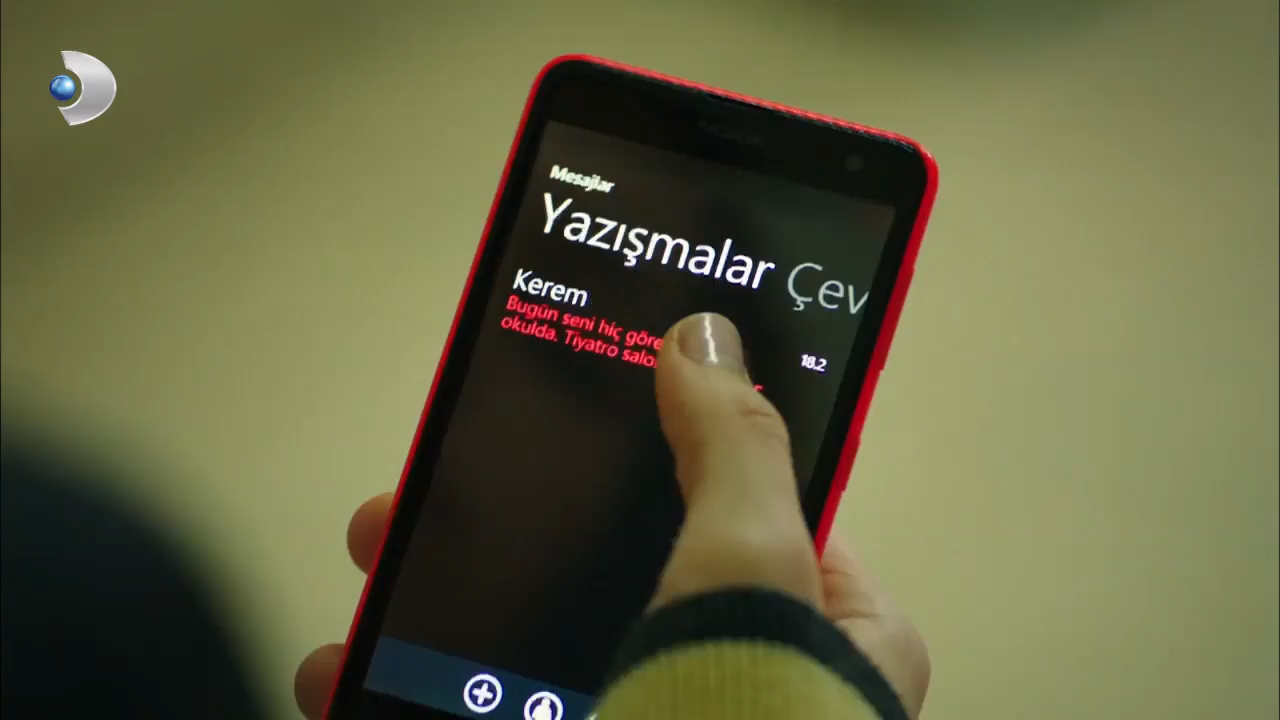 Mesajlar
Yazışmalar Çev
Kerem
Bugün seni hiç göre
okulda. Tiyatro salo
18.2